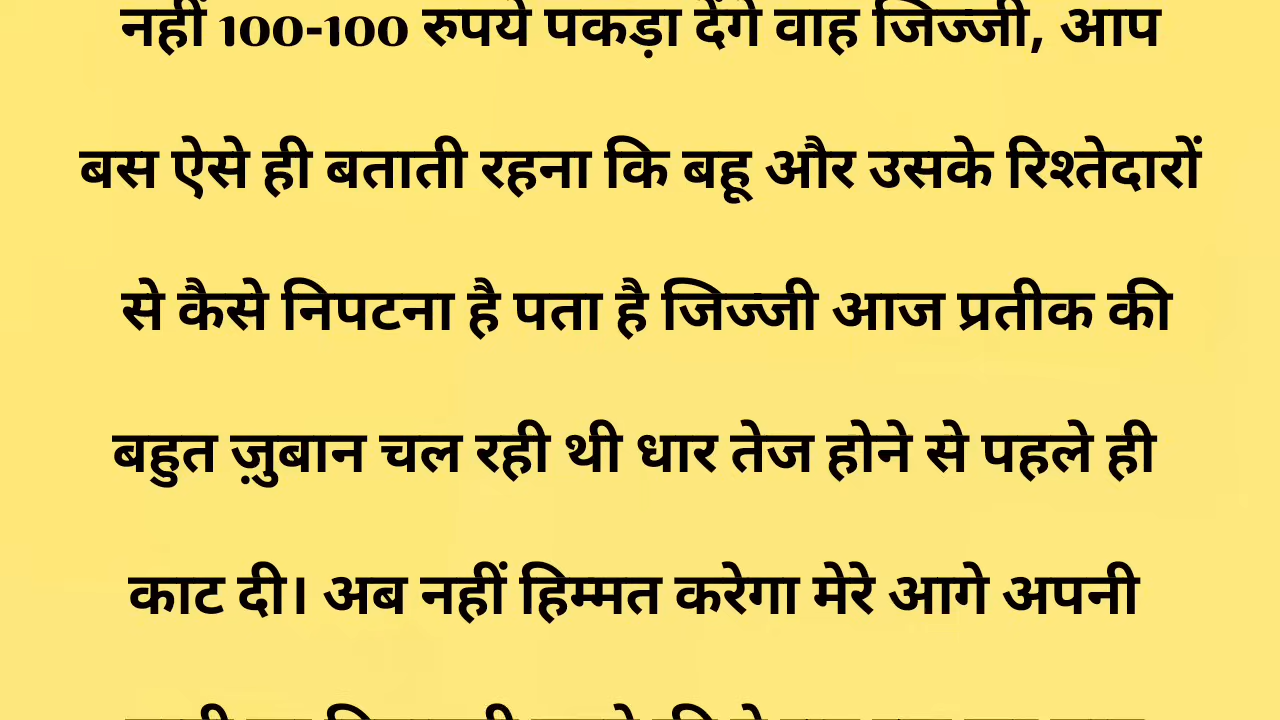 नहीं 100-100 रुपये पकड़ा देंगे वाह जिज्जी, आप
बस ऐसे ही बताती रहना कि बहू और उसके रिश्तेदारों
से कैसे निपटना है पता है जिज्जी आज प्रतीक की
बहुत ज़ुबान चल रही थी धार तेज होने से पहले ही
काट दी। अब नहीं हिम्मत करेगा मेरे आगे अपनी